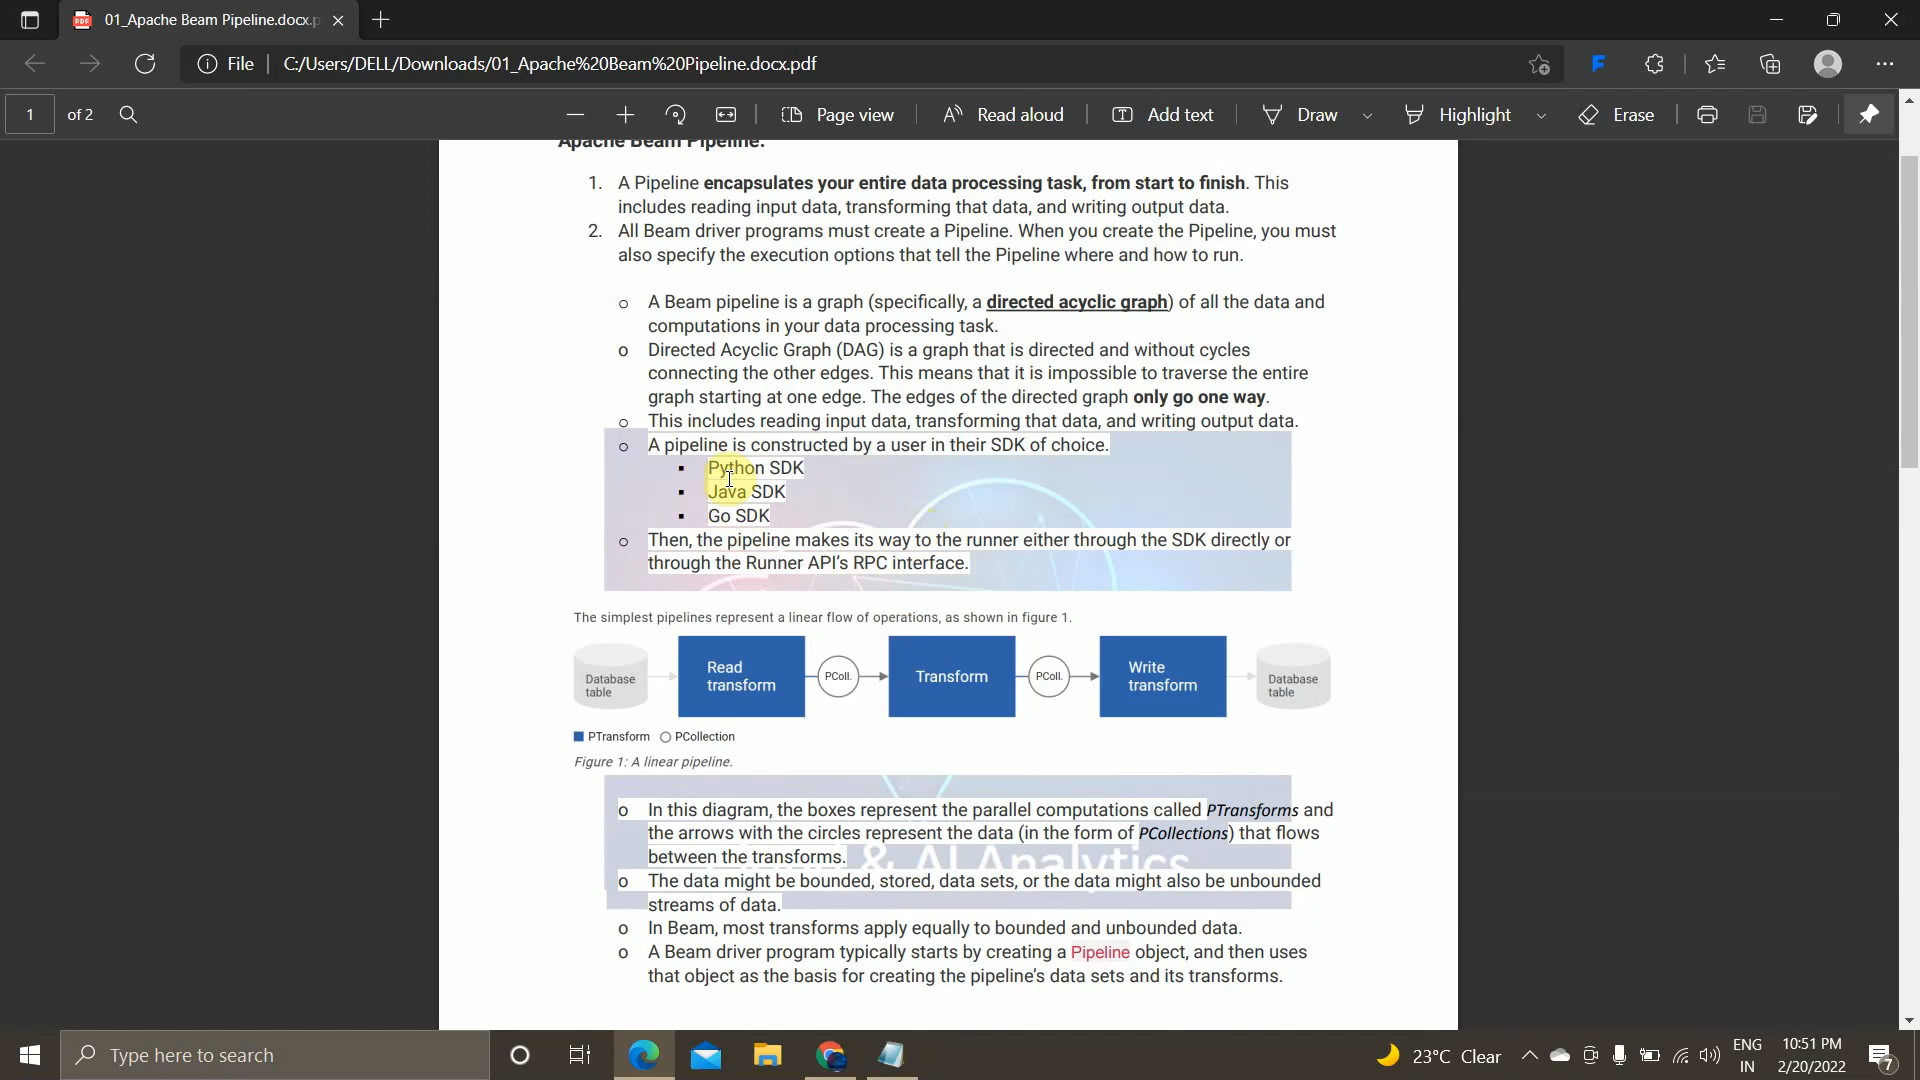 01_Apache Beam Pipeline.docx.p
File
C:/Users/DELL/Downloads/01_Apache%20Beam%20Pipeline.docx.pdf
1 of 2
Page view
Read aloud
Add text
Draw
Highlight
Erase
Apache Beam Pipeline:
1. A Pipeline encapsulates your entire data processing task, from start to finish. This
includes reading input data, transforming that data, and writing output data.
2. All Beam driver programs must create a Pipeline. When you create the Pipeline, you must
also specify the execution options that tell the Pipeline where and how to run.
o A Beam pipeline is a graph (specifically, a directed acyclic graph) of all the data and
computations in your data processing task.
o Directed Acyclic Graph (DAG) is a graph that is directed and without cycles
connecting the other edges. This means that it is impossible to traverse the entire
graph starting at one edge. The edges of the directed graph only go one way.
o This includes reading input data, transforming that data, and writing output data.
o A pipeline is constructed by a user in their SDK of choice.
▪ Python SDK
▪ Java SDK
▪ Go SDK
o Then, the pipeline makes its way to the runner either through the SDK directly or
through the Runner API's RPC interface.
The simplest pipelines represent a linear flow of operations, as shown in figure 1.
Database
table
Read
transform
PColl.
Transform
PColl.
Write
transform
Database
table
PTransform PCollection
Figure 1: A linear pipeline.
o In this diagram, the boxes represent the parallel computations called PTransforms and
the arrows with the circles represent the data (in the form of PCollections) that flows
between the transforms.
& AI Analytics
o The data might be bounded, stored, data sets, or the data might also be unbounded
streams of data.
o In Beam, most transforms apply equally to bounded and unbounded data.
o A Beam driver program typically starts by creating a Pipeline object, and then uses
that object as the basis for creating the pipeline's data sets and its transforms.
Type here to search
23°C Clear
ENG
IN
10:51 PM
2/20/2022
7